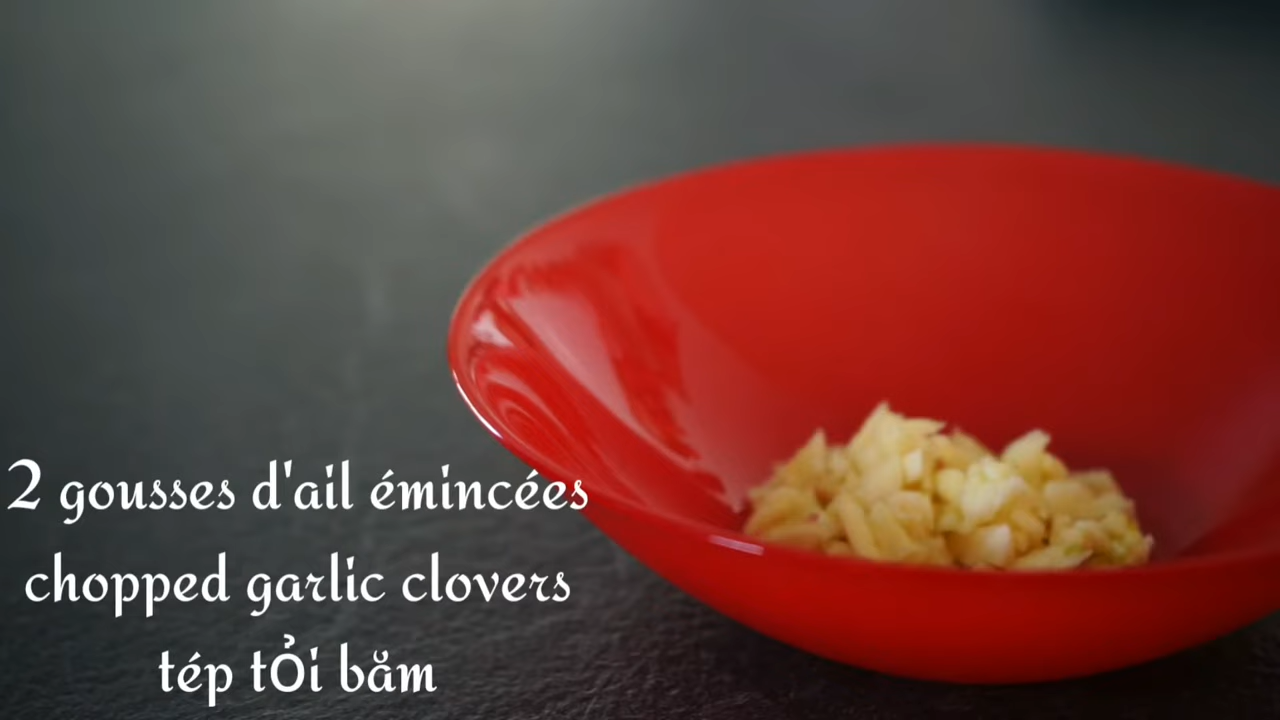 2 gousses d'ail émincées
chopped garlic clovers
tép tỏi băm